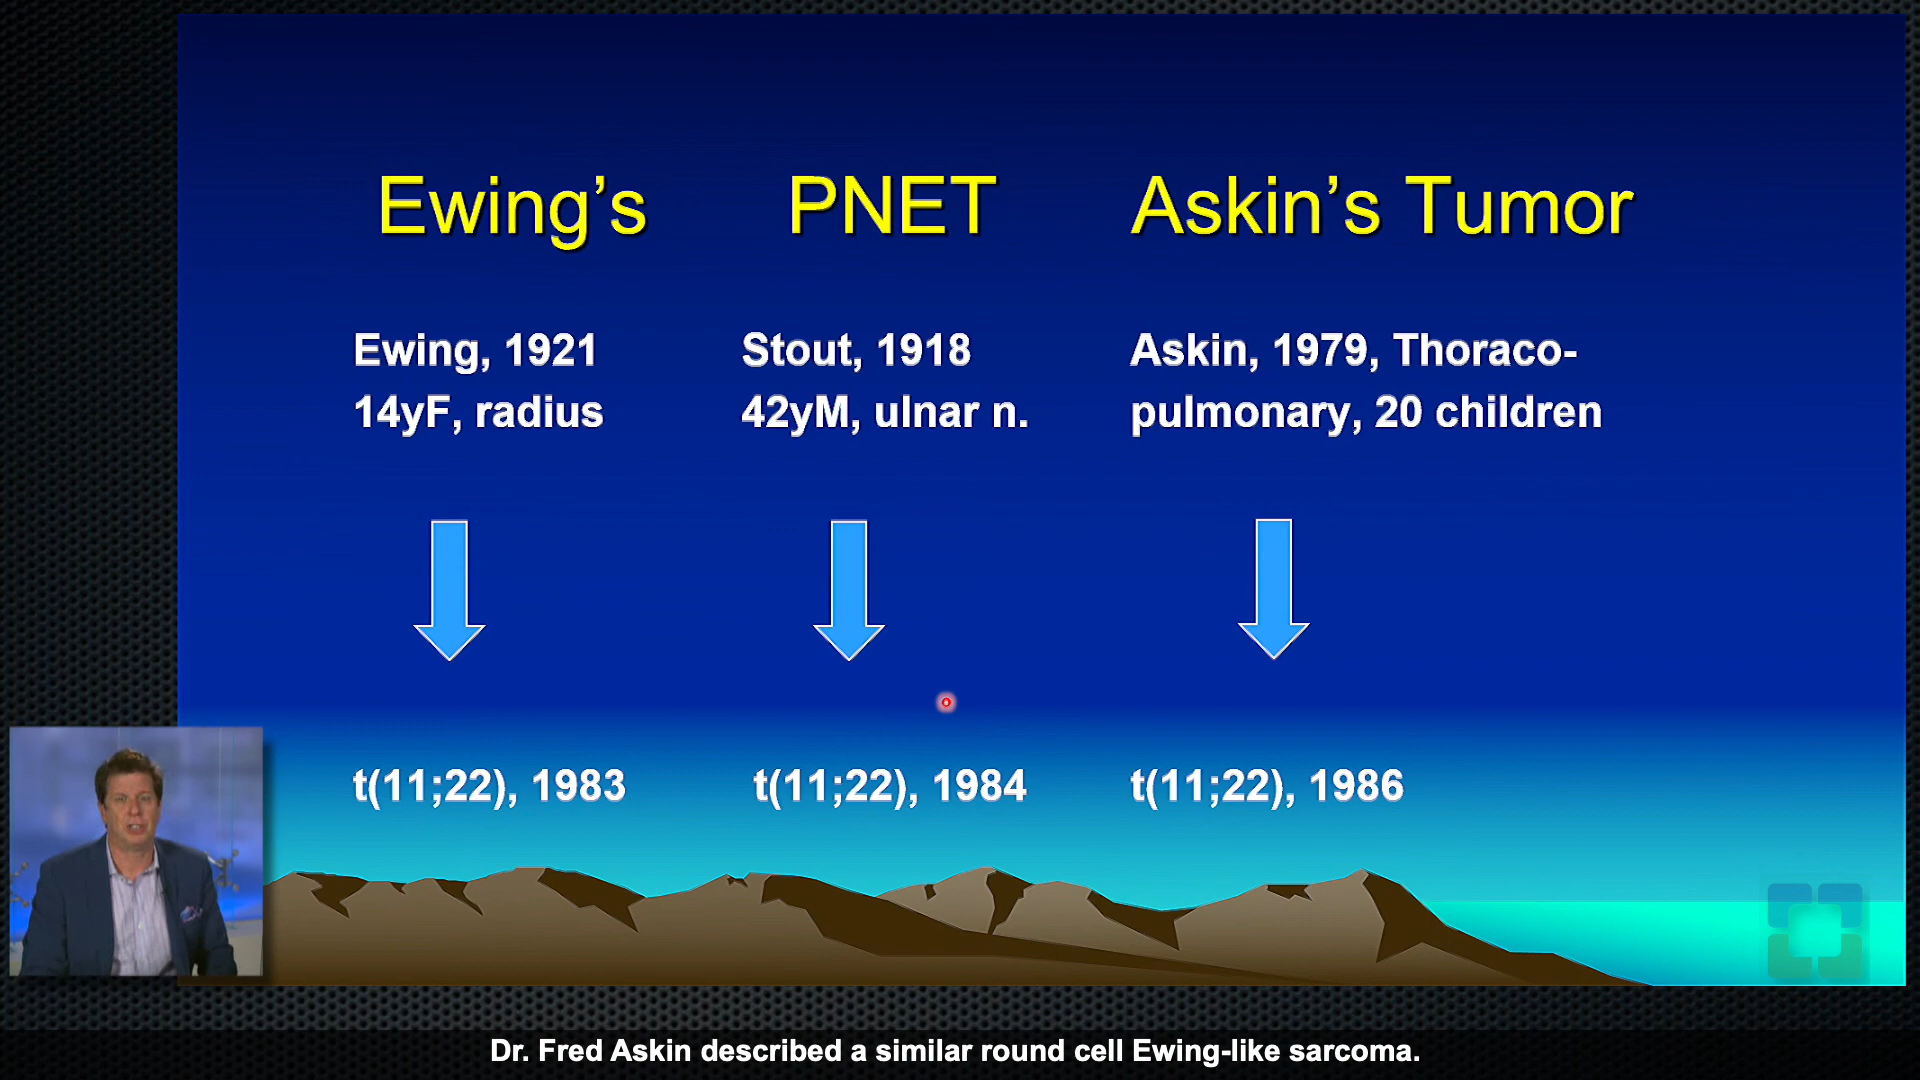 Ewing's
PNET
Askin's Tumor
Ewing, 1921
14yF, radius
Stout, 1918
42yM, ulnar n.
Askin, 1979, Thoraco-
pulmonary, 20 children
t(11;22), 1983
t(11;22), 1984
t(11;22), 1986
Dr. Fred Askin described a similar round cell Ewing-like sarcoma.